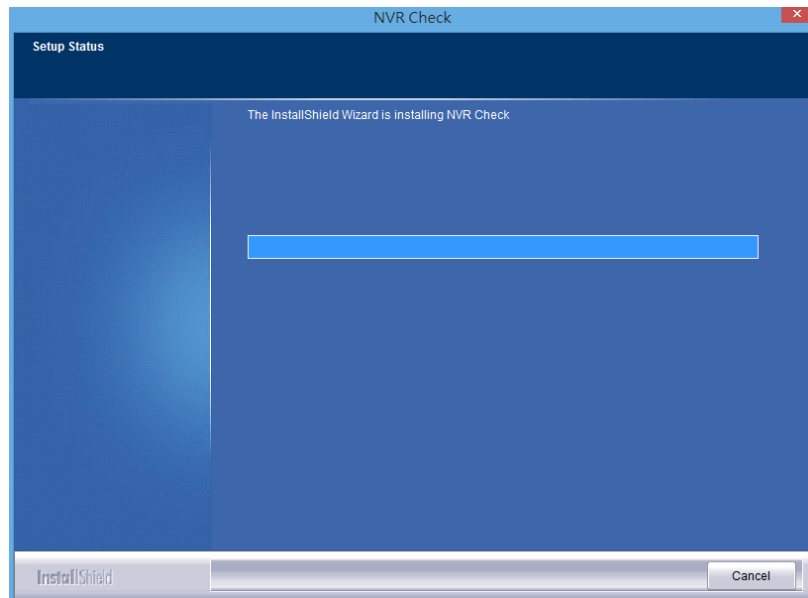 NVR Check
Setup Status
The InstallShield Wizard is installing NVR Check
InstallShield
Cancel